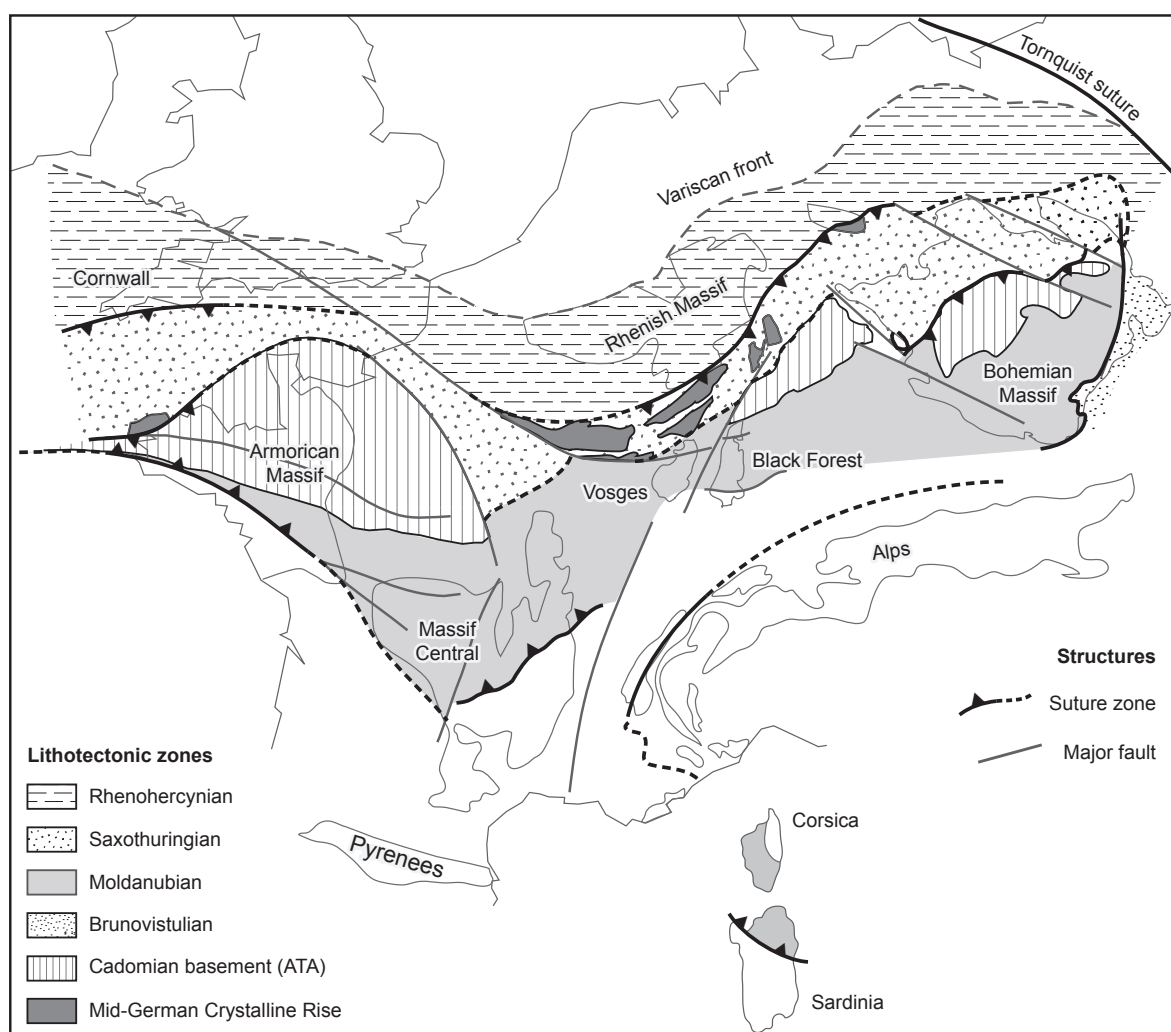 Tornquist suture
Variscan front
Cornwall
Rhenish Massif
Bohemian
Massif
Armorican
Massif
Black Forest
Vosges
Alps
Massif
Central
Structures
Suture zone
Major fault
Lithotectonic zones
Rhenohercynian
Saxothuringian
Moldanubian
Brunovistulian
Cadomian basement (ATA)
Mid-German Crystalline Rise
Pyrenees
Corsica
Sardinia